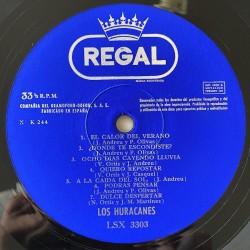 REGAL
33⅓ R.P.M.
COMPAÑIA DEL GRAMOFONO-ODEON, S. A. E.
FABRICADO EN ESPAÑA
X K 244
1. EL CALOR DEL VERANO
(J. Andreu y P. Olivas)
2. ¿DONDE TE ESCONDISTE?
(J. Andreu y P. Olivas)
3. OCHO DIAS CAYENDO LLUVIA
(V. Ortiz y J. Andreu)
4. QUIERO REPOSTAR
(V. Ortiz y S.
5. A LA CAIDA DEL SOL (J. Andreu)
6. PODRAS PENSAR
(J. Andreu y P. Olivas)
7. DULCE DESPERTAR
(N. Ortiz y J. M. Martinez)
LOS HURACANES
LSX 3303